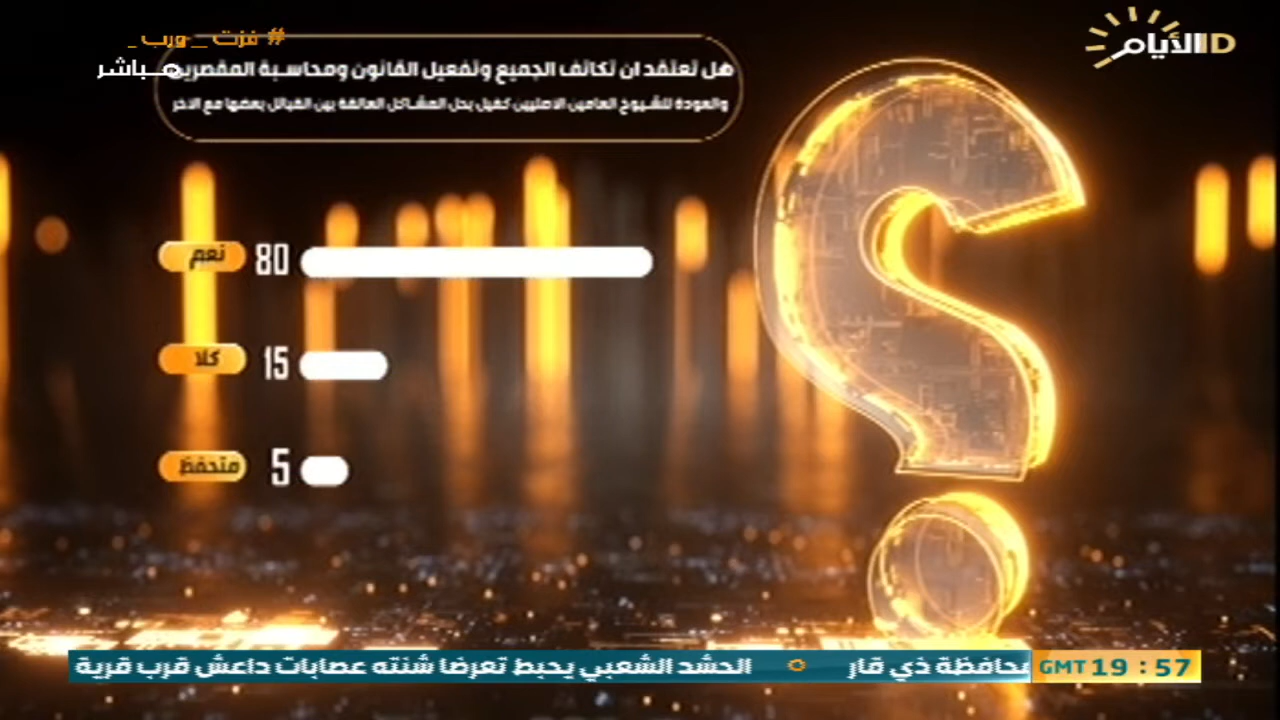 # فزت _ ورب _
الأيام
مباشر
هل تعتقد ان تكاتف الجميع وتفعيل القانون ومحاسبة المقصرين
والعودة للشيوخ العامين الاصليين كفيل بحل المشاكل العالقة بين القبائل بعضها مع الاخر
نعم 80
كلا 15
متحفظ 5
؟
محافظة ذي قار الحشد الشعبي يحبط تعرضا شنته عصابات داعش قرب قرية
GMT 19 : 57